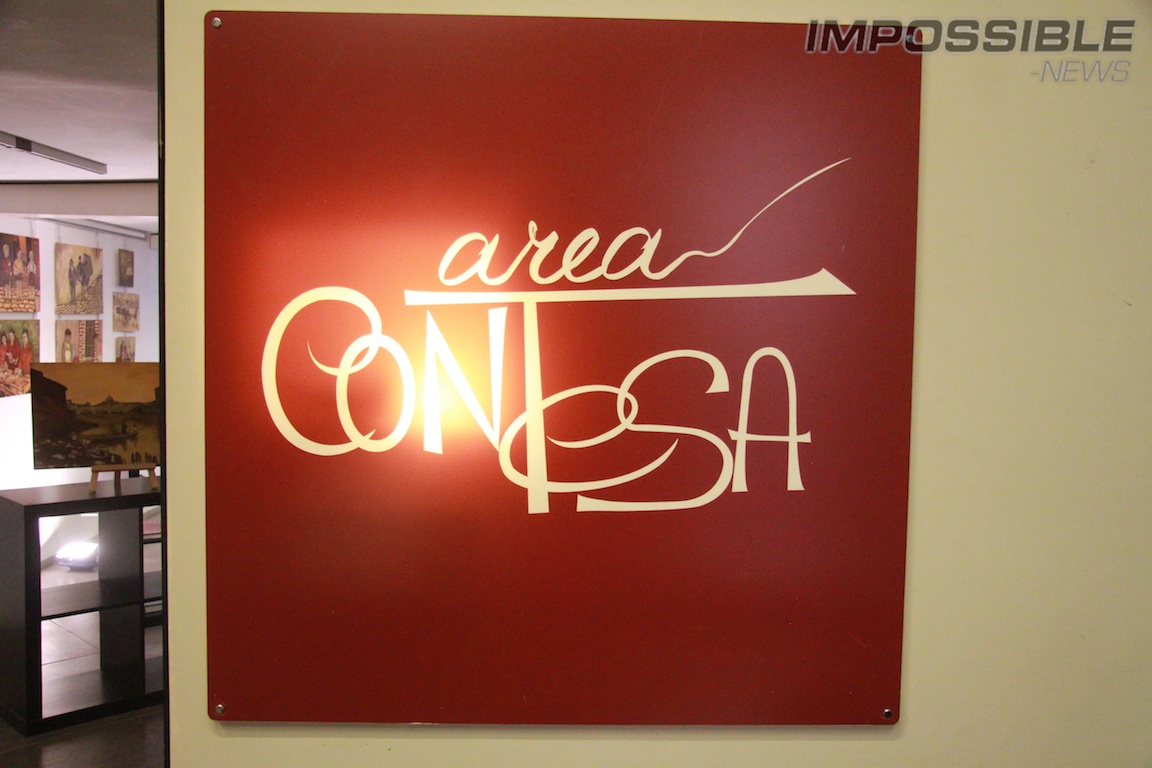 IMPOSSIBLE
-NEWS
area
CONTESA